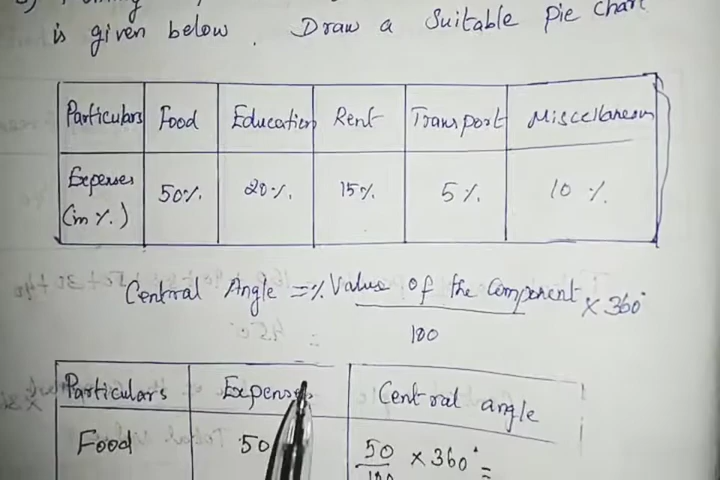 is given below. Draw a Suitable pie chart
Particulars Food Education Rent Transport Miscellaneous
Expenses (in %.) 50%. 20%. 15%. 5%. 10 %.
Central Angle = % Value of the Component × 360°
100
Particulars Expenses Central angle
Food 50 50 × 360° =
100